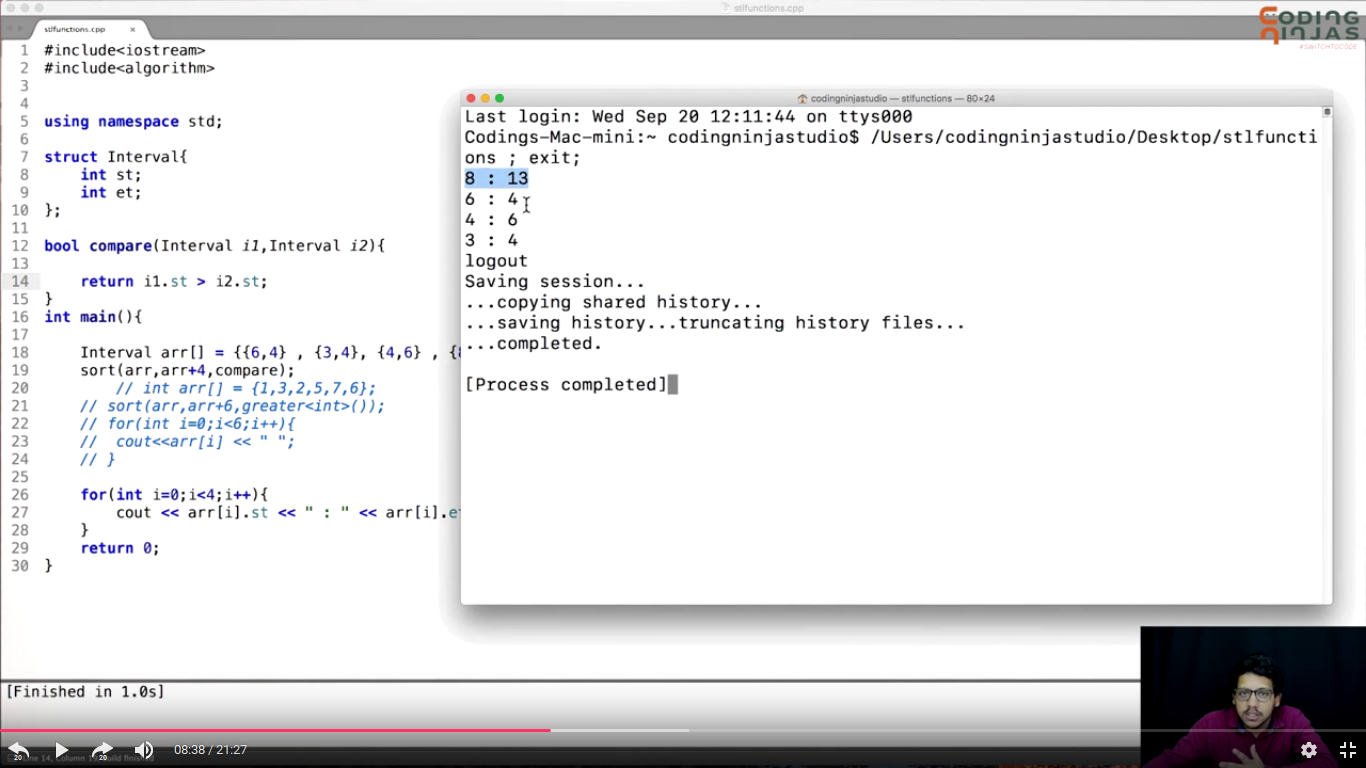 stlfunctions.cpp
stlfunctions.cpp ×
CODING
NINJAS
#SWITCHTOCODE
1 #include<iostream>
2 #include<algorithm>
3
4
5 using namespace std;
6
7 struct Interval{
8 int st;
9 int et;
10 };
11
12 bool compare(Interval i1,Interval i2){
13
14 return i1.st > i2.st;
15 }
16 int main(){
17
18 Interval arr[] = {{6,4} , {3,4}, {4,6} , {8
19 sort(arr,arr+4,compare);
20 // int arr[] = {1,3,2,5,7,6};
21 // sort(arr,arr+6,greater<int>());
22 // for(int i=0;i<6;i++){
23 // cout<<arr[i] << " ";
24 // }
25
26 for(int i=0;i<4;i++){
27 cout << arr[i].st << " : " << arr[i].et
28 }
29 return 0;
30 }
codingninjastudio — stlfunctions — 80×24
Last login: Wed Sep 20 12:11:44 on ttys000
Codings-Mac-mini:~ codingninjastudio$ /Users/codingninjastudio/Desktop/stlfuncti
ons ; exit;
8 : 13
6 : 4
4 : 6
3 : 4
logout
Saving session...
...copying shared history...
...saving history...truncating history files...
...completed.
[Process completed]
[Finished in 1.0s]
20
20
08:38 / 21:27